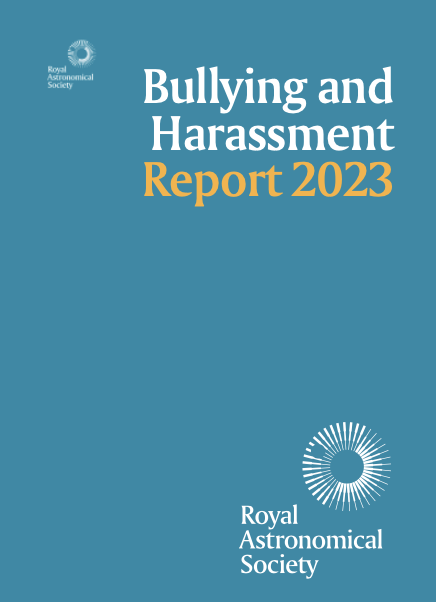 Royal
Astronomical
Society
Bullying and
Harassment
Report 2023
Royal
Astronomical
Society